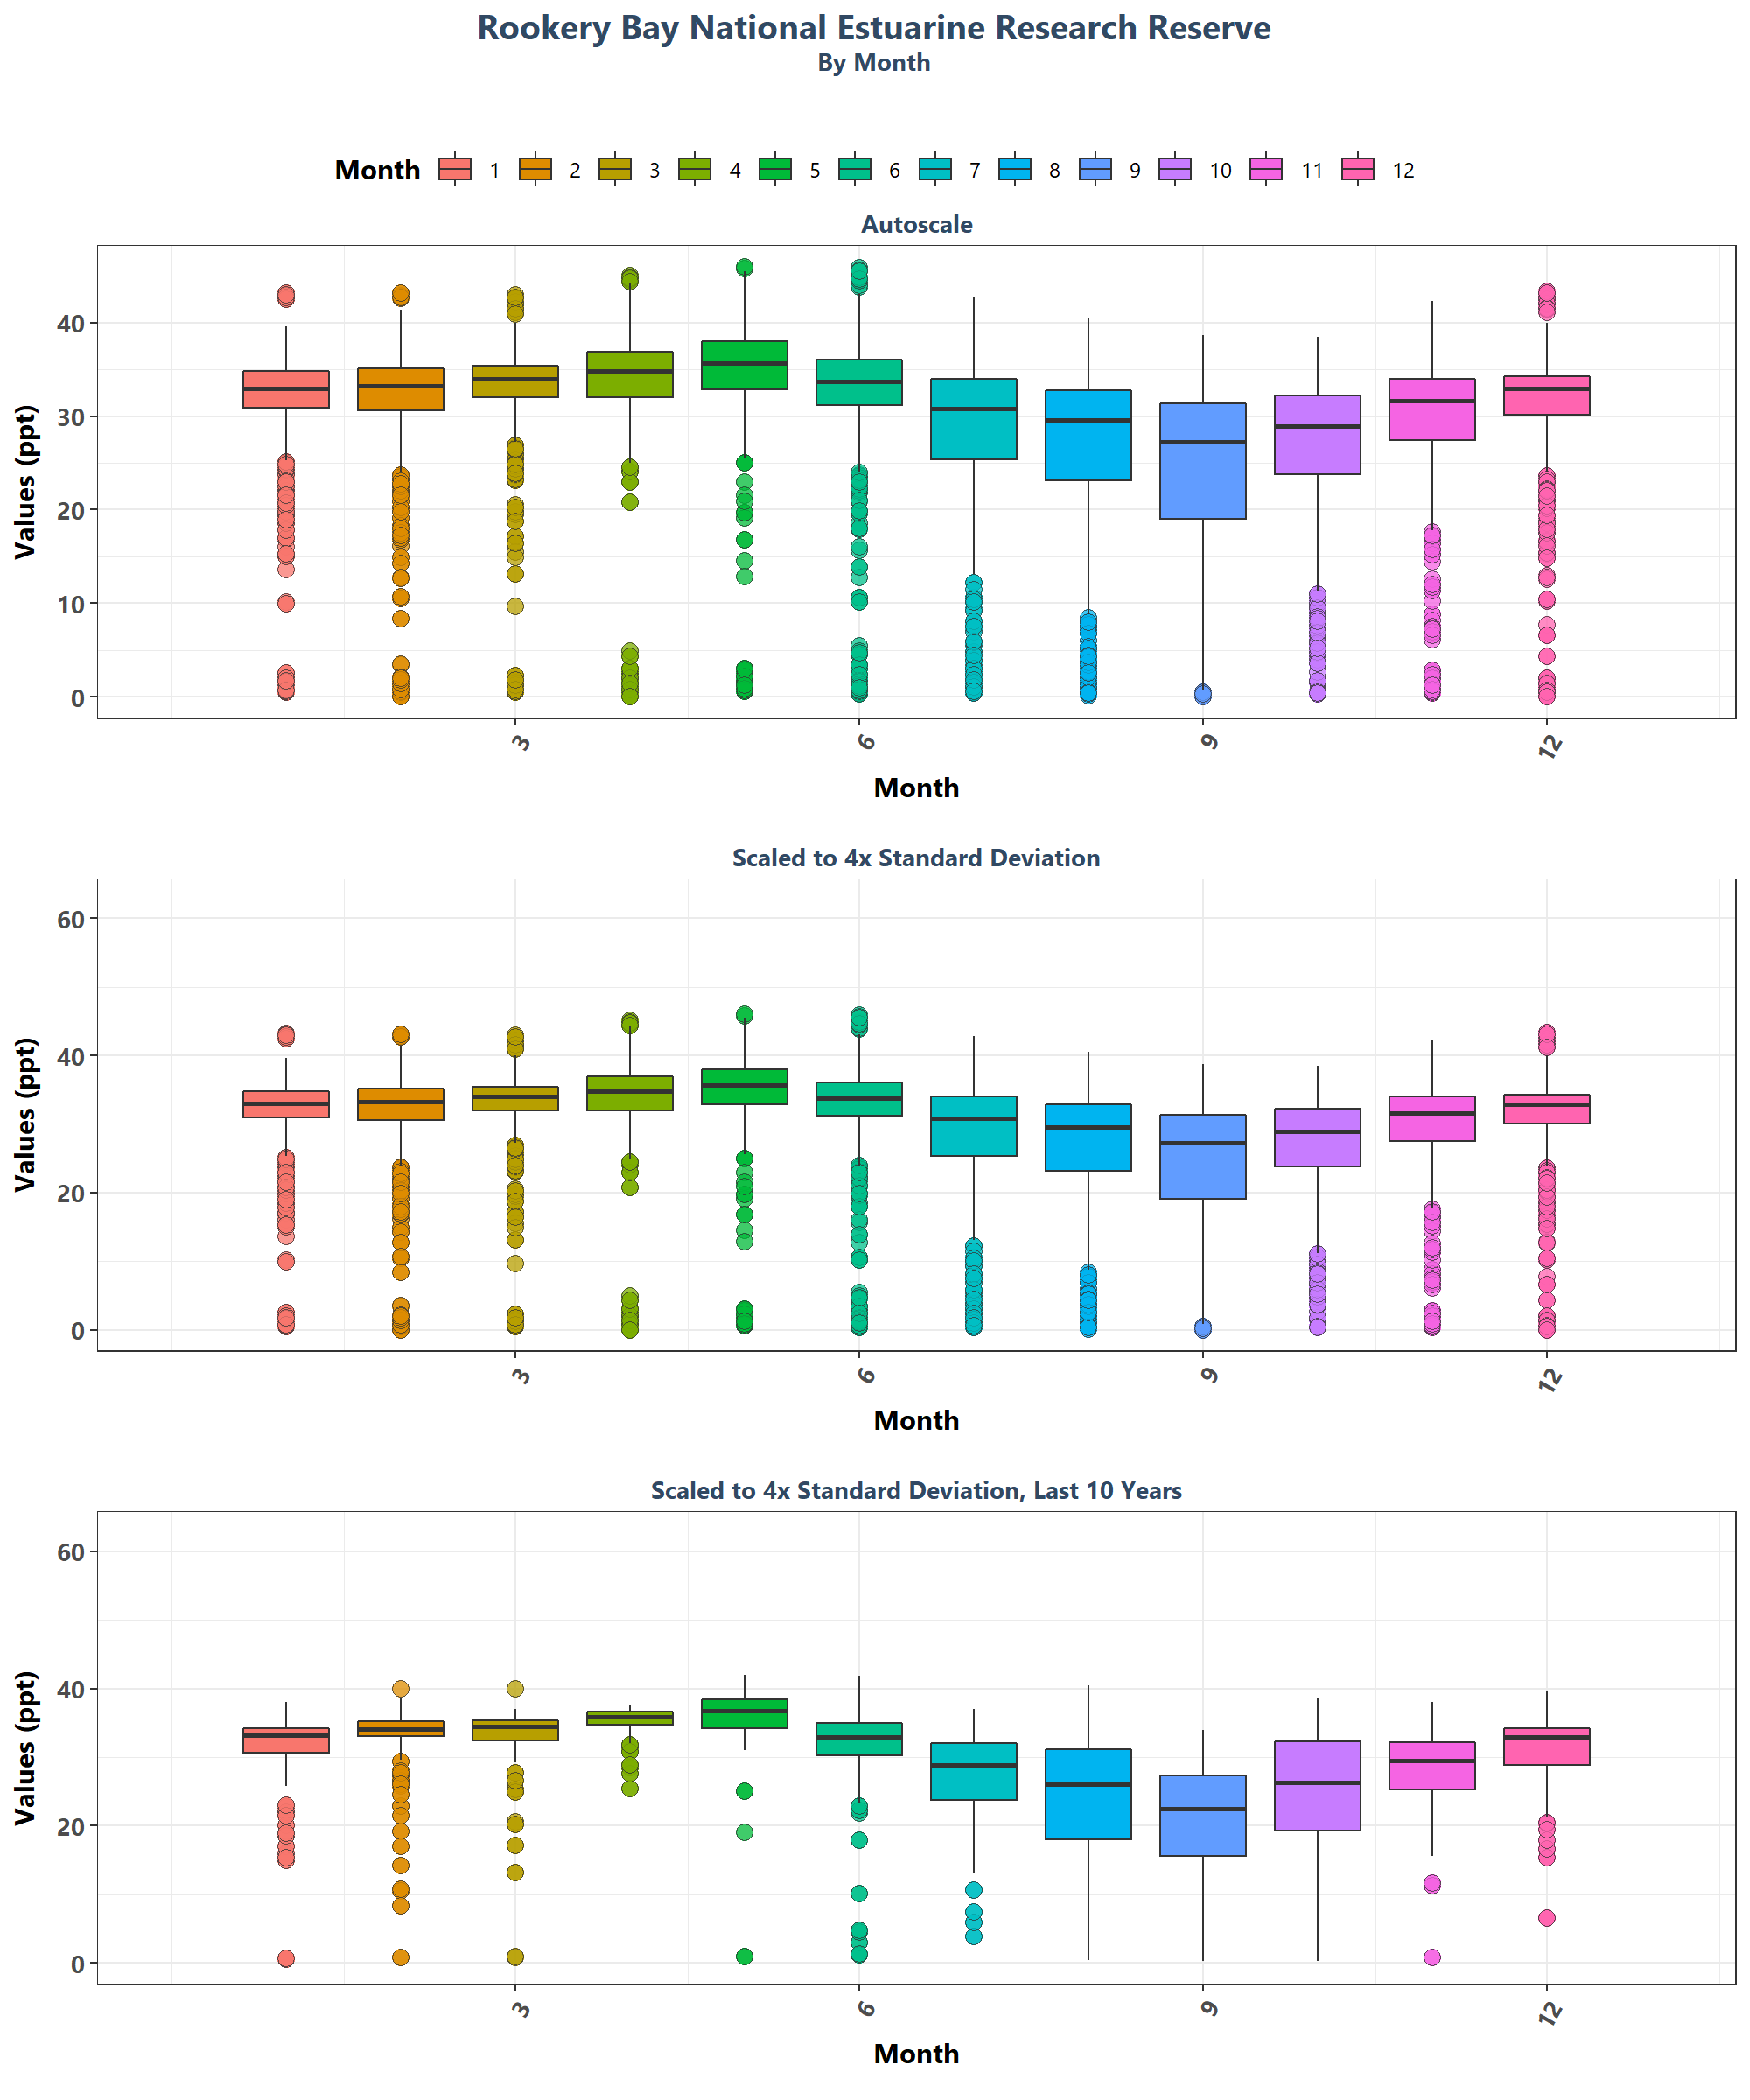 Rookery Bay National Estuarine Research Reserve
By Month
Month 1 2 3 4 5 6 7 8 9 10 11 12
Autoscale
Values (ppt)
40
30
20
10
0
3 6 9 12
Month
Scaled to 4x Standard Deviation
Values (ppt)
60
40
20
0
3 6 9 12
Month
Scaled to 4x Standard Deviation, Last 10 Years
Values (ppt)
60
40
20
0
3 6 9 12
Month